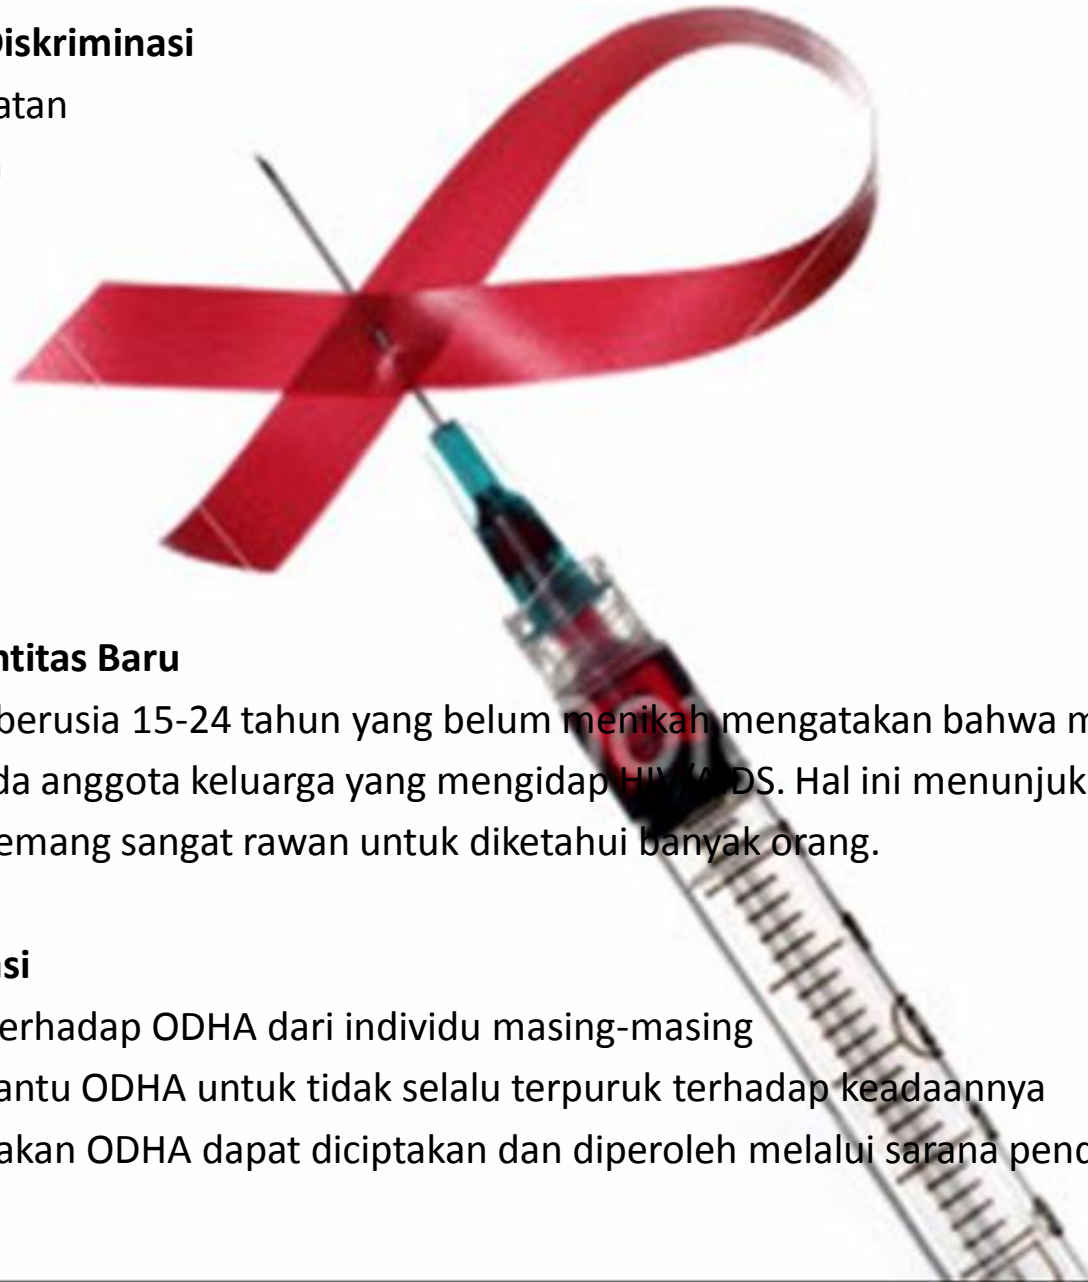 Diskriminasi
atan
ntitas Baru
berusia 15-24 tahun yang belum menikah mengatakan bahwa m
da anggota keluarga yang mengidap HIV/AIDS. Hal ini menunjuk
emang sangat rawan untuk diketahui banyak orang.
asi
erhadap ODHA dari individu masing-masing
antu ODHA untuk tidak selalu terpuruk terhadap keadaannya
akan ODHA dapat diciptakan dan diperoleh melalui sarana pend